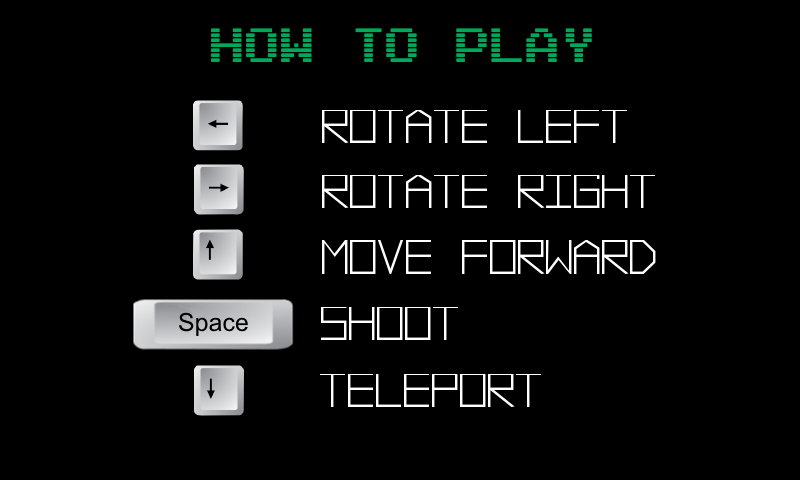 HOW TO PLAY
← ROTATE LEFT
→ ROTATE RIGHT
↑ MOVE FORWARD
Space SHOOT
↓ TELEPORT